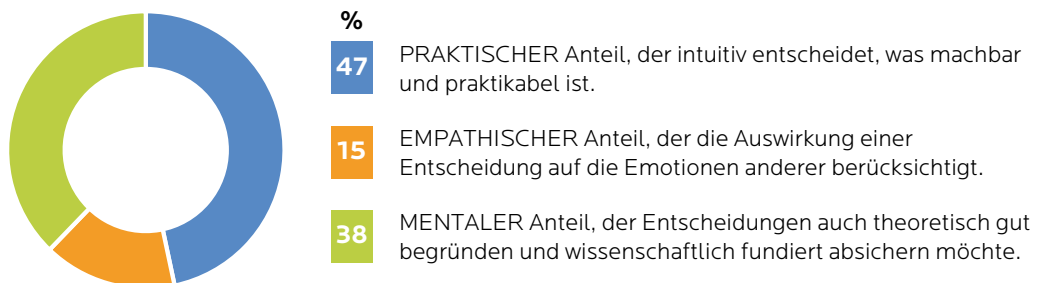 %
47 PRAKTISCHER Anteil, der intuitiv entscheidet, was machbar
und praktikabel ist.
15 EMPATHISCHER Anteil, der die Auswirkung einer
Entscheidung auf die Emotionen anderer berücksichtigt.
38 MENTALER Anteil, der Entscheidungen auch theoretisch gut
begründen und wissenschaftlich fundiert absichern möchte.